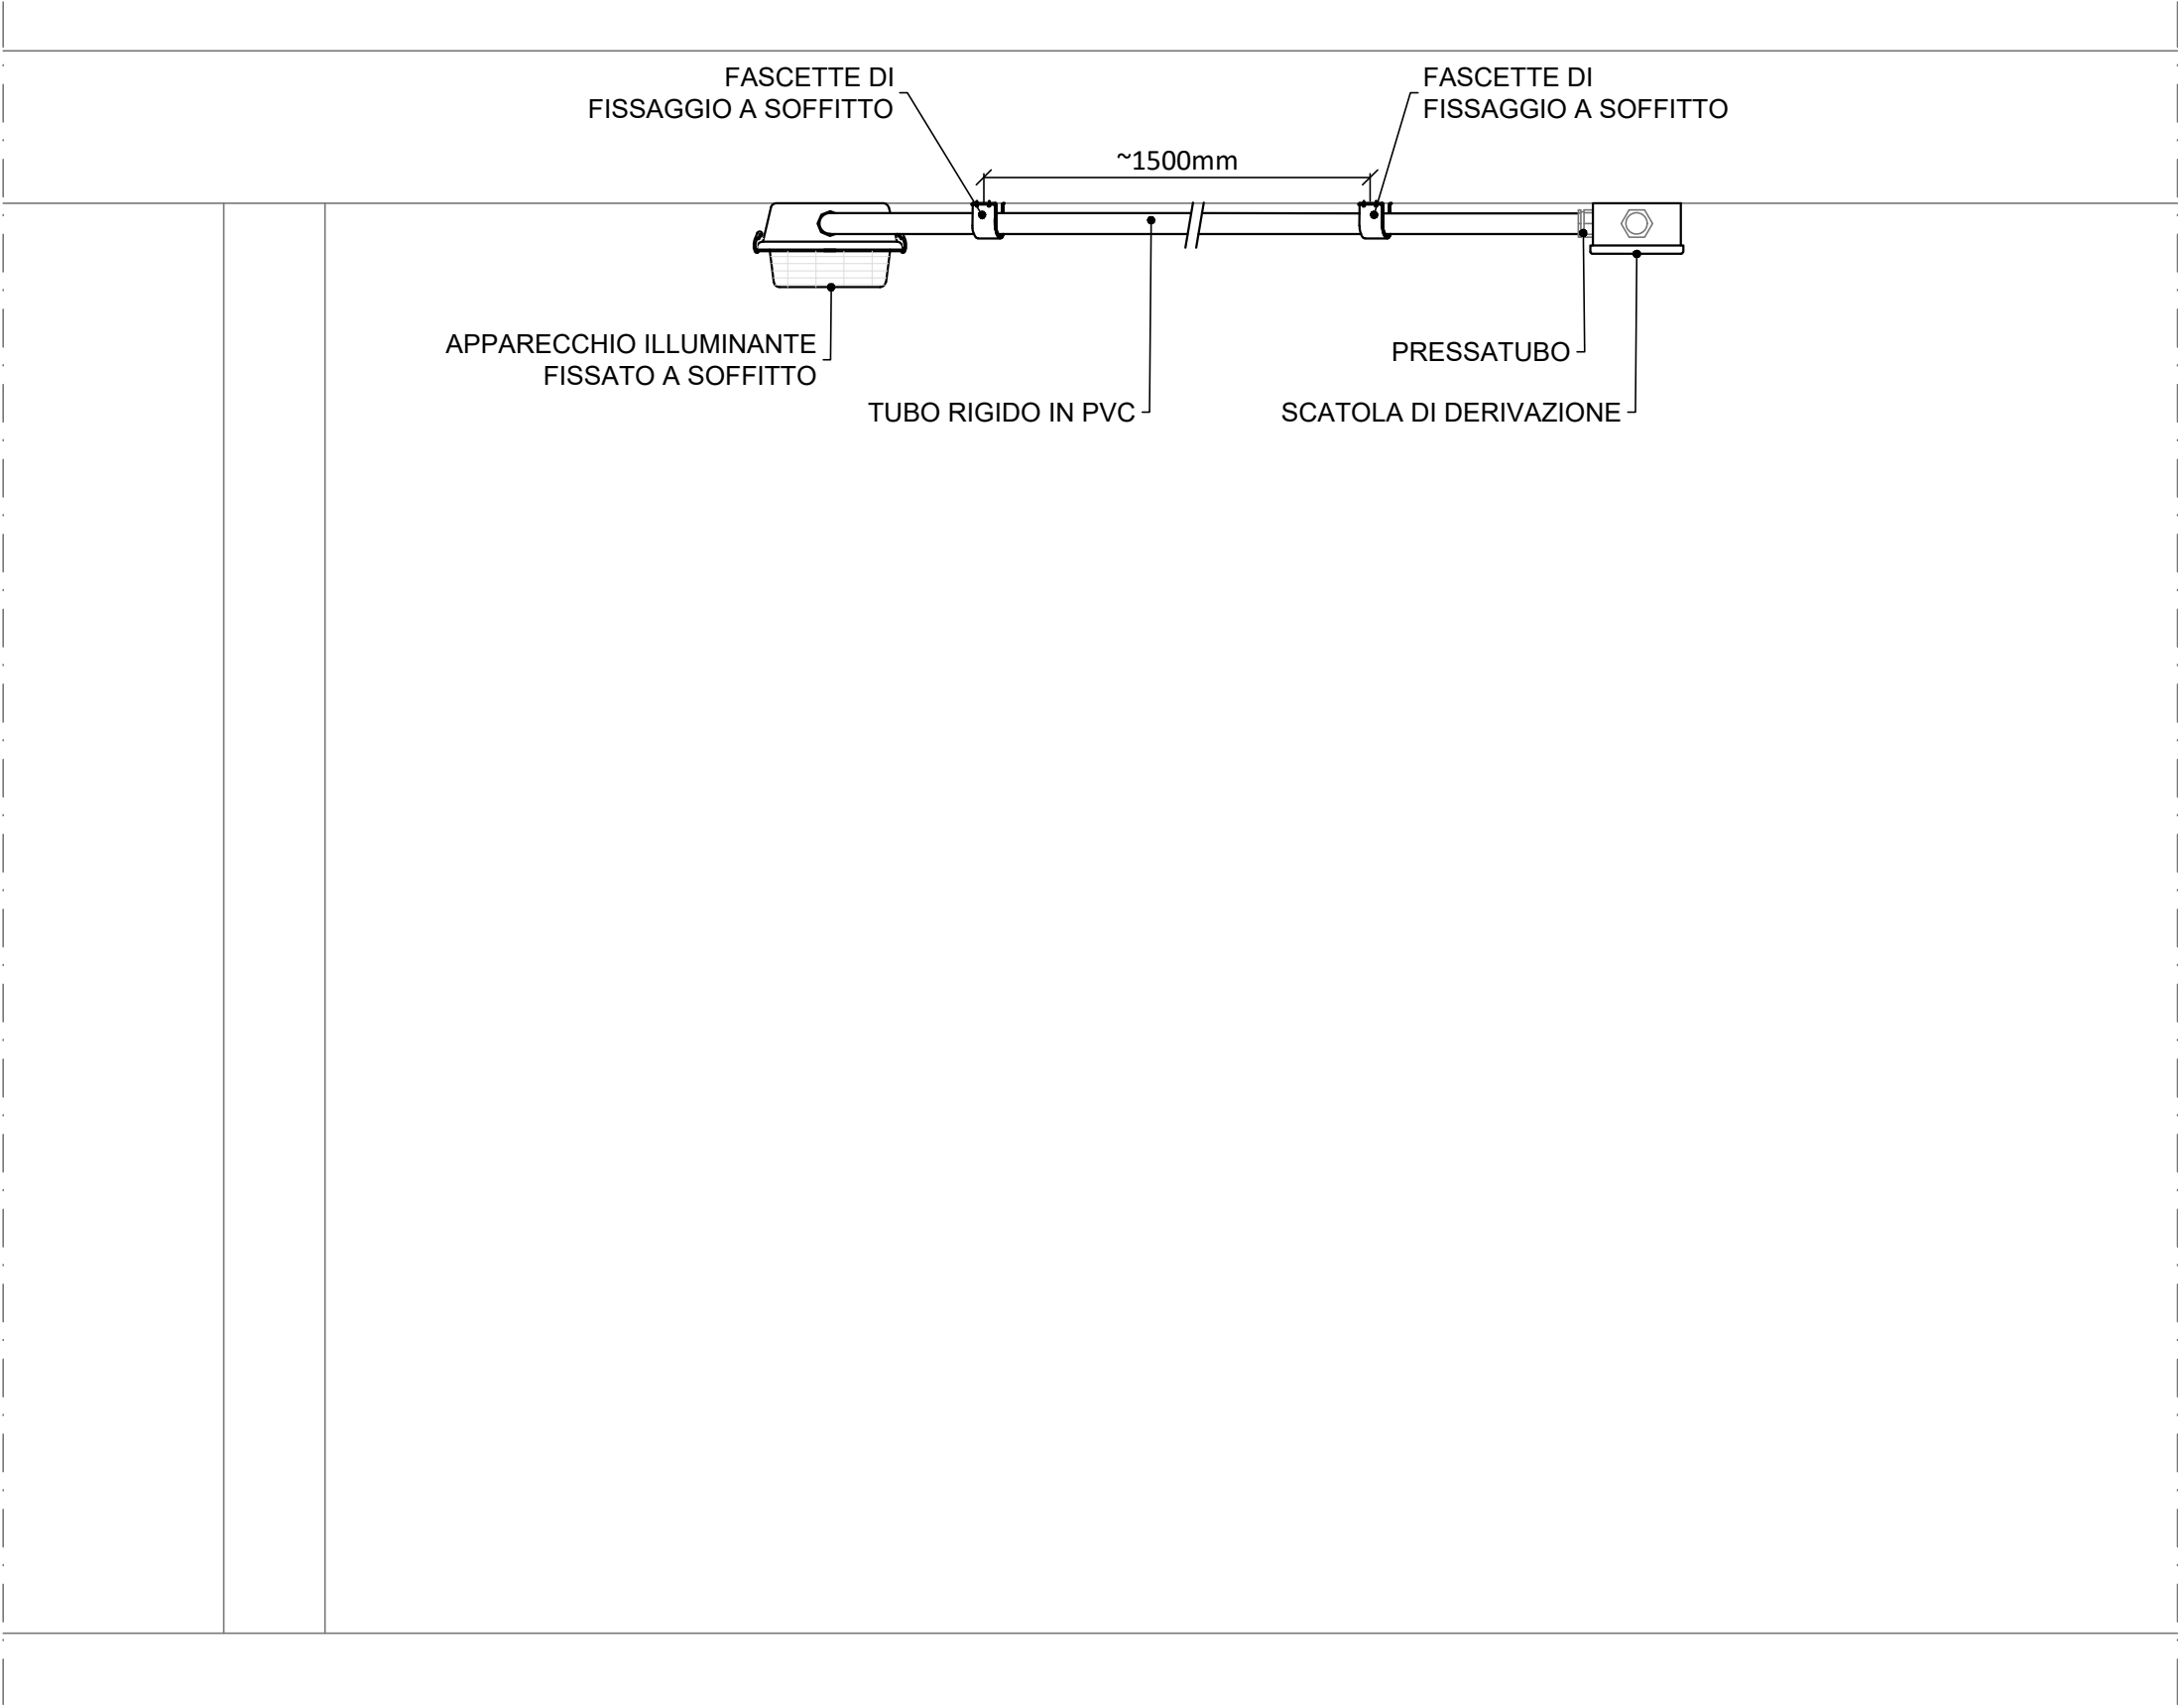 FASCETTE DI
FISSAGGIO A SOFFITTO
FASCETTE DI
FISSAGGIO A SOFFITTO
~1500mm
APPARECCHIO ILLUMINANTE
FISSATO A SOFFITTO
PRESSATUBO
TUBO RIGIDO IN PVC
SCATOLA DI DERIVAZIONE